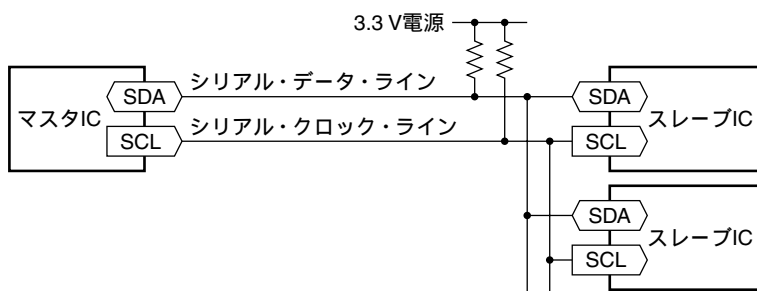 3.3 V電源
シリアル・データ・ライン
SDA
SDA
マスタIC
スレーブIC
シリアル・クロック・ライン
SCL
SCL
SDA
スレーブIC
SCL